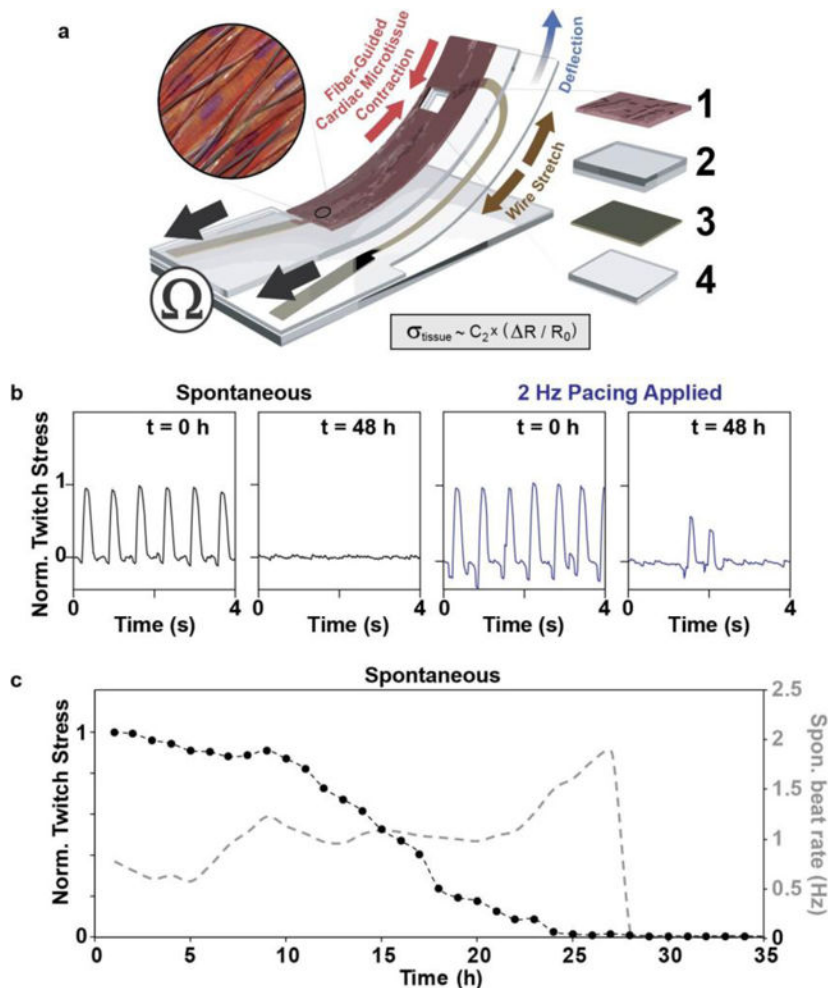 a
Fiber-Guided
Cardiac Microtissue
Contraction
Deflection
Wire Stretch
1
2
3
4
Ω
σtissue ~ C2 x (ΔR / R0)
b
Spontaneous
2 Hz Pacing Applied
Norm. Twitch Stress
1
0
t = 0 h
t = 48 h
t = 0 h
t = 48 h
0 4
0 4
0 4
0 4
Time (s)
Time (s)
Time (s)
Time (s)
c
Spontaneous
Norm. Twitch Stress
1
0
2.5
2
1.5
1
0.5
0
Spon. beat rate (Hz)
0 5 10 15 20 25 30 35
Time (h)